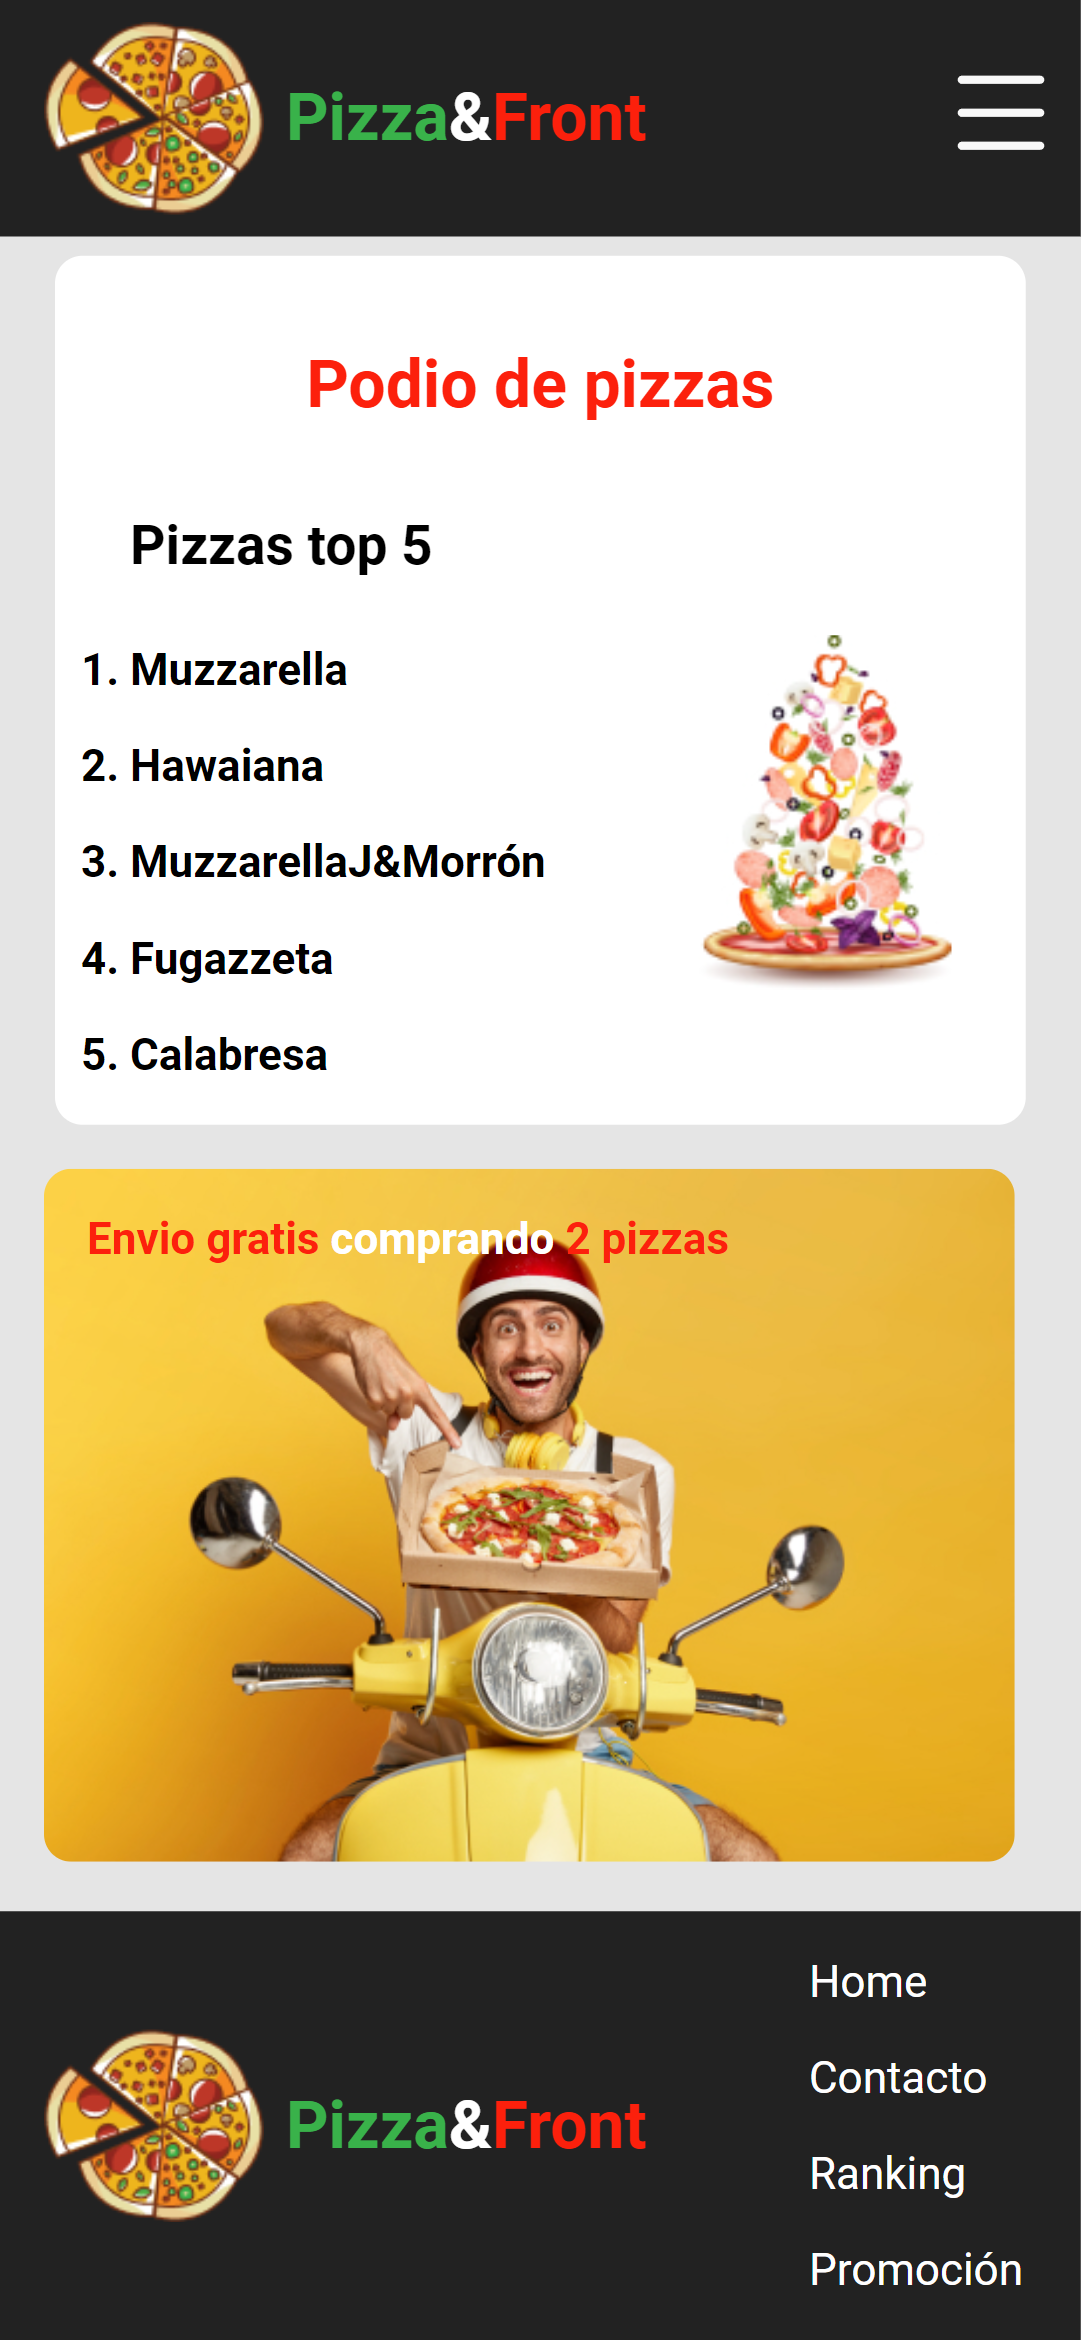 Pizza&Front
Podio de pizzas
Pizzas top 5
1. Muzzarella
2. Hawaiana
3. MuzzarellaJ&Morrón
4. Fugazzeta
5. Calabresa
Envio gratis comprando 2 pizzas
Pizza&Front
Home
Contacto
Ranking
Promoción